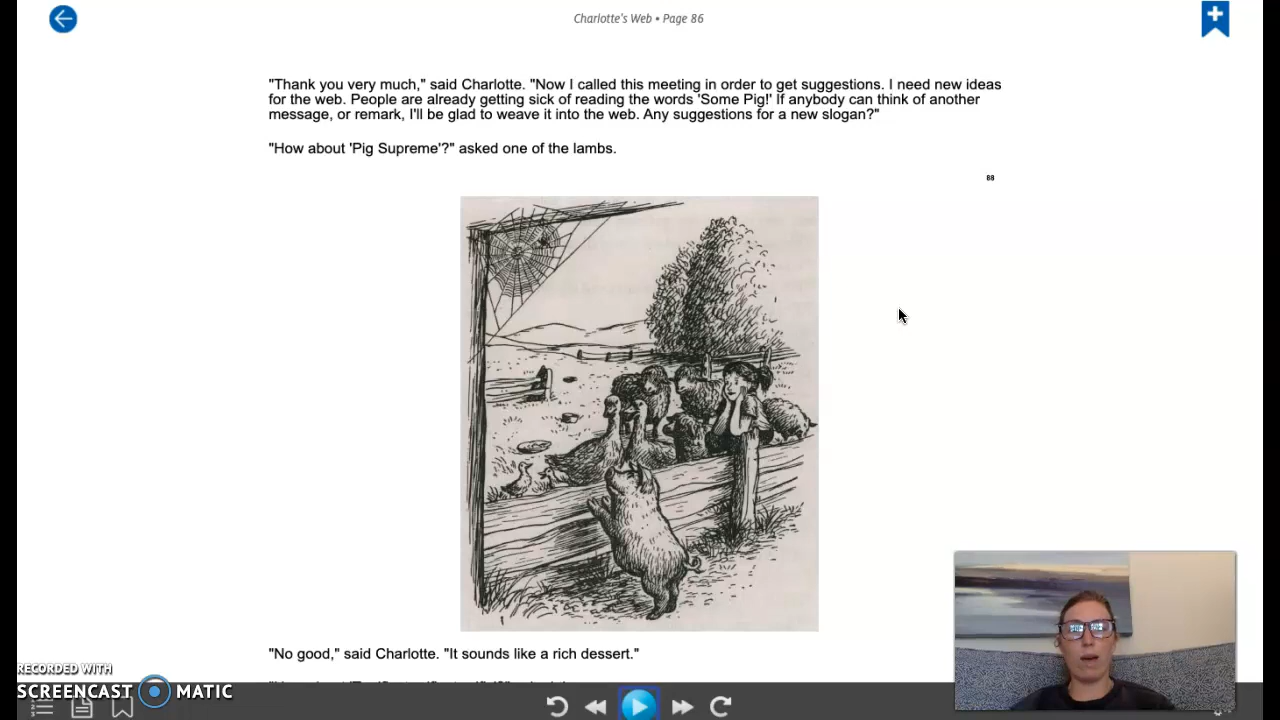 Charlotte's Web • Page 86
"Thank you very much," said Charlotte. "Now I called this meeting in order to get suggestions. I need new ideas
for the web. People are already getting sick of reading the words 'Some Pig!' If anybody can think of another
message, or remark, I'll be glad to weave it into the web. Any suggestions for a new slogan?"
"How about 'Pig Supreme'?" asked one of the lambs.
88
"No good," said Charlotte. "It sounds like a rich dessert."
RECORDED WITH
SCREENCAST MATIC